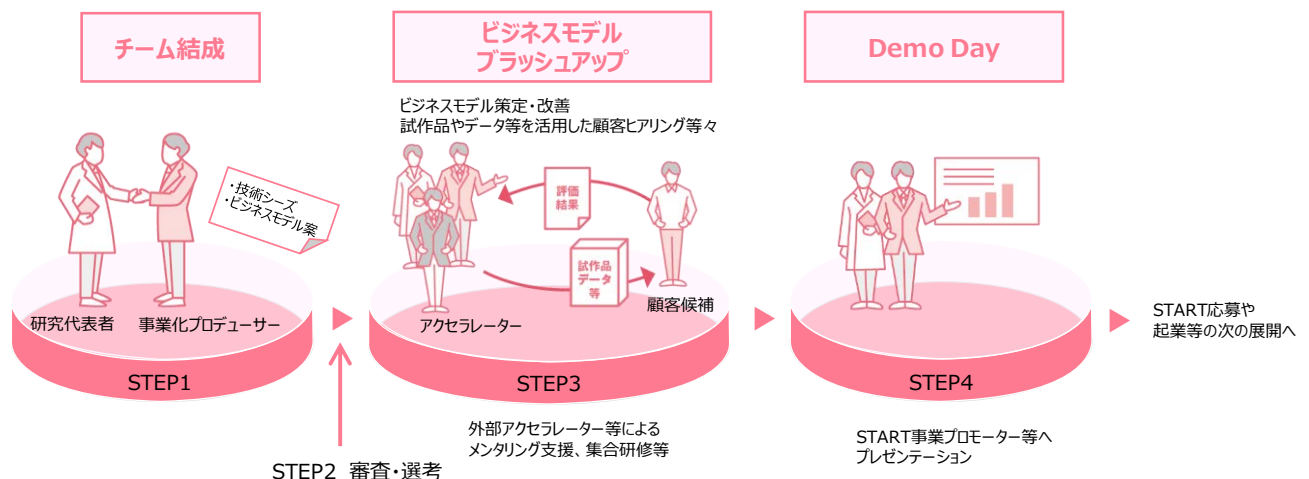 チーム結成
・技術シーズ
・ビジネスモデル案
研究代表者
事業化プロデューサー
STEP1
STEP2 審査・選考
ビジネスモデル
ブラッシュアップ
ビジネスモデル策定・改善
試作品やデータ等を活用した顧客ヒアリング等々
評価
結果
試作品
データ
等
アクセラレーター
顧客候補
STEP3
外部アクセラレーター等による
メンタリング支援、集合研修等
Demo Day
STEP4
START事業プロモーター等へ
プレゼンテーション
START応募や
起業等の次の展開へ